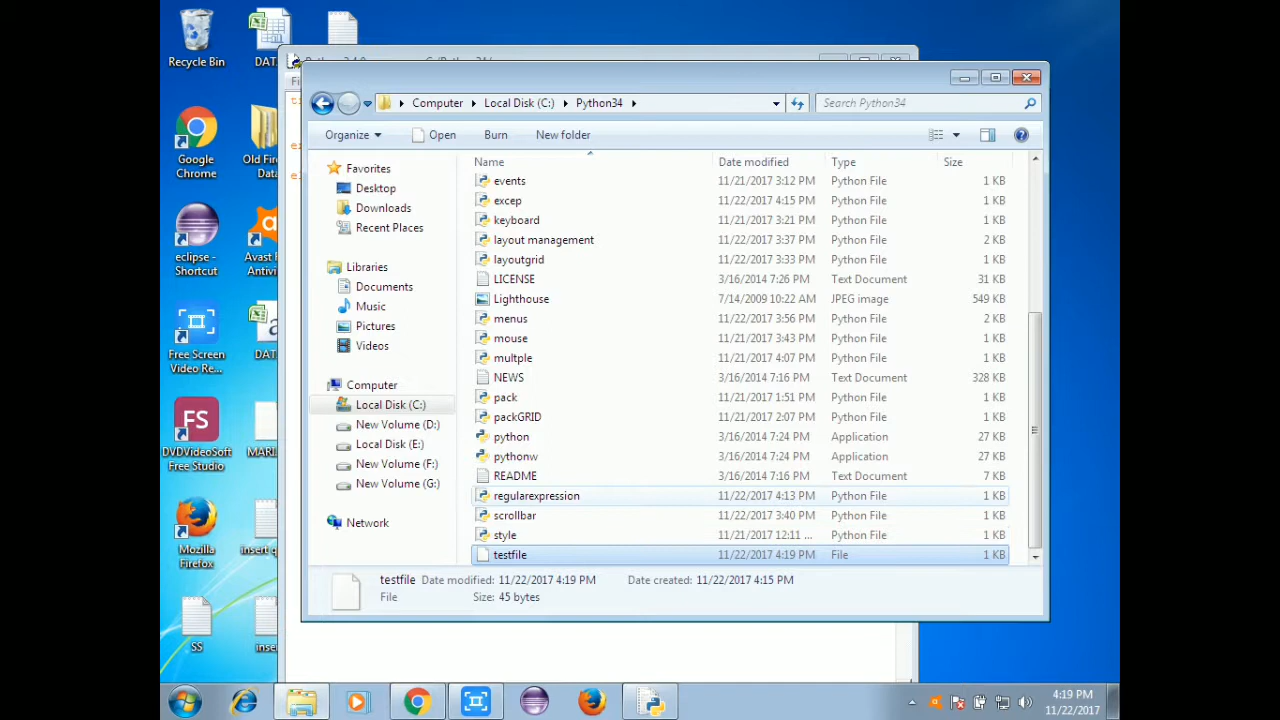 Recycle Bin
DAT
Google Chrome
Old Fire
Data
eclipse -
Shortcut
Avast F
Antivi
Free Screen
Video Re...
DAT
DVDVideoSoft
Free Studio
MARI
Mozilla
Firefox
insert q
SS
inse
Computer
Local Disk (C:)
Python34
Search Python34
Organize
Open
Burn
New folder
Favorites
Desktop
Downloads
Recent Places
Libraries
Documents
Music
Pictures
Videos
Computer
Local Disk (C:)
New Volume (D:)
Local Disk (E:)
New Volume (F:)
New Volume (G:)
Network
Name Date modified Type Size
events 11/21/2017 3:12 PM Python File 1 KB
excep 11/22/2017 4:15 PM Python File 1 KB
keyboard 11/21/2017 3:21 PM Python File 1 KB
layout management 11/22/2017 3:37 PM Python File 2 KB
layoutgrid 11/22/2017 3:33 PM Python File 1 KB
LICENSE 3/16/2014 7:26 PM Text Document 31 KB
Lighthouse 7/14/2009 10:22 AM JPEG image 549 KB
menus 11/22/2017 3:56 PM Python File 2 KB
mouse 11/22/2017 3:43 PM Python File 1 KB
multple 11/21/2017 4:07 PM Python File 1 KB
NEWS 3/16/2014 7:16 PM Text Document 328 KB
pack 11/21/2017 1:51 PM Python File 1 KB
packGRID 11/21/2017 2:07 PM Python File 1 KB
python 3/16/2014 7:24 PM Application 27 KB
pythonw 3/16/2014 7:24 PM Application 27 KB
README 3/16/2014 7:16 PM Text Document 7 KB
regularexpression 11/22/2017 4:13 PM Python File 1 KB
scrollbar 11/22/2017 3:40 PM Python File 1 KB
style 11/21/2017 12:11 ... Python File 1 KB
testfile 11/22/2017 4:19 PM File 1 KB
testfile Date modified: 11/22/2017 4:19 PM Date created: 11/22/2017 4:15 PM
File Size: 45 bytes
4:19 PM
11/22/2017